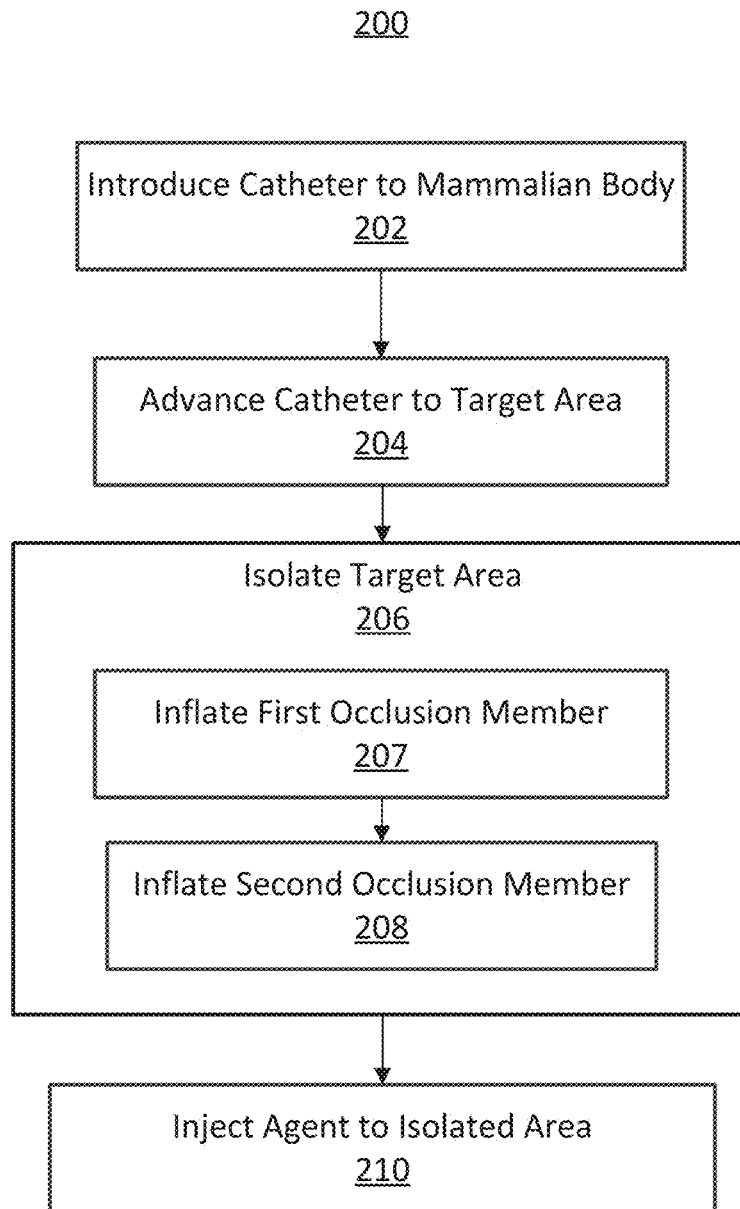 200
Introduce Catheter to Mammalian Body
202
Advance Catheter to Target Area
204
Isolate Target Area
206
Inflate First Occlusion Member
207
Inflate Second Occlusion Member
208
Inject Agent to Isolated Area
210